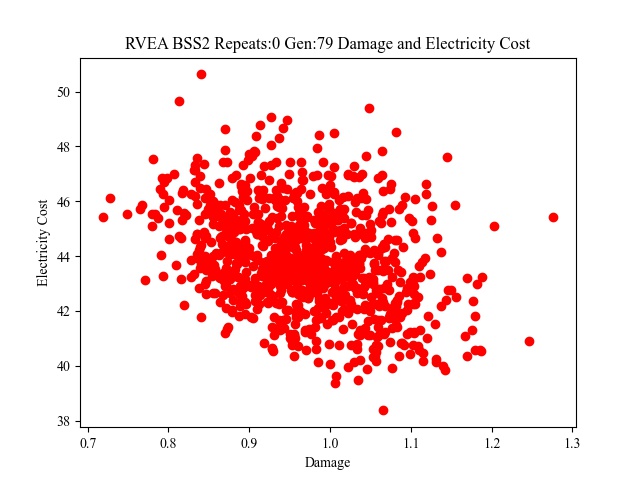 RVEA BSS2 Repeats:0 Gen:79 Damage and Electricity Cost
50
48
46
44
42
40
38
Electricity Cost
0.7 0.8 0.9 1.0 1.1 1.2 1.3
Damage